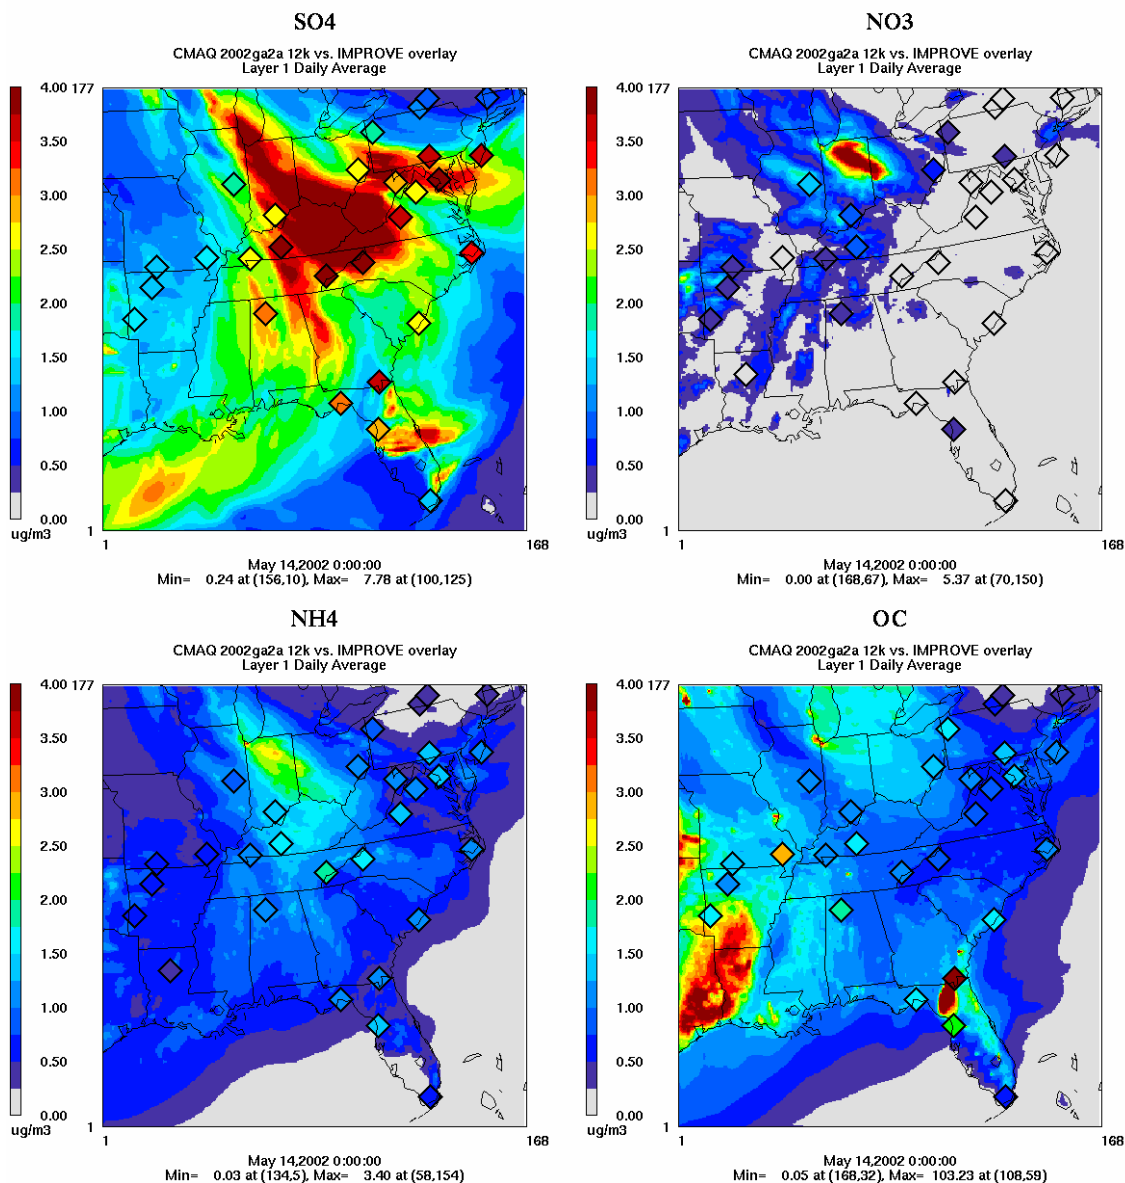 SO4
CMAQ 2002ga2a 12k vs. IMPROVE overlay
Layer 1 Daily Average
4.00 177
3.50
3.00
2.50
2.00
1.50
1.00
0.50
0.00
ug/m3
1
1 168
May 14,2002 0:00:00
Min= 0.24 at (156,10), Max= 7.78 at (100,125)
NO3
CMAQ 2002ga2a 12k vs. IMPROVE overlay
Layer 1 Daily Average
4.00 177
3.50
3.00
2.50
2.00
1.50
1.00
0.50
0.00
ug/m3
1
1 168
May 14,2002 0:00:00
Min= 0.00 at (168,67), Max= 5.37 at (70,150)
NH4
CMAQ 2002ga2a 12k vs. IMPROVE overlay
Layer 1 Daily Average
4.00 177
3.50
3.00
2.50
2.00
1.50
1.00
0.50
0.00
ug/m3
1
1 168
May 14,2002 0:00:00
Min= 0.03 at (134,5), Max= 3.40 at (58,154)
OC
CMAQ 2002ga2a 12k vs. IMPROVE overlay
Layer 1 Daily Average
4.00 177
3.50
3.00
2.50
2.00
1.50
1.00
0.50
0.00
ug/m3
1
1 168
May 14,2002 0:00:00
Min= 0.05 at (168,32), Max= 103.23 at (108,59)